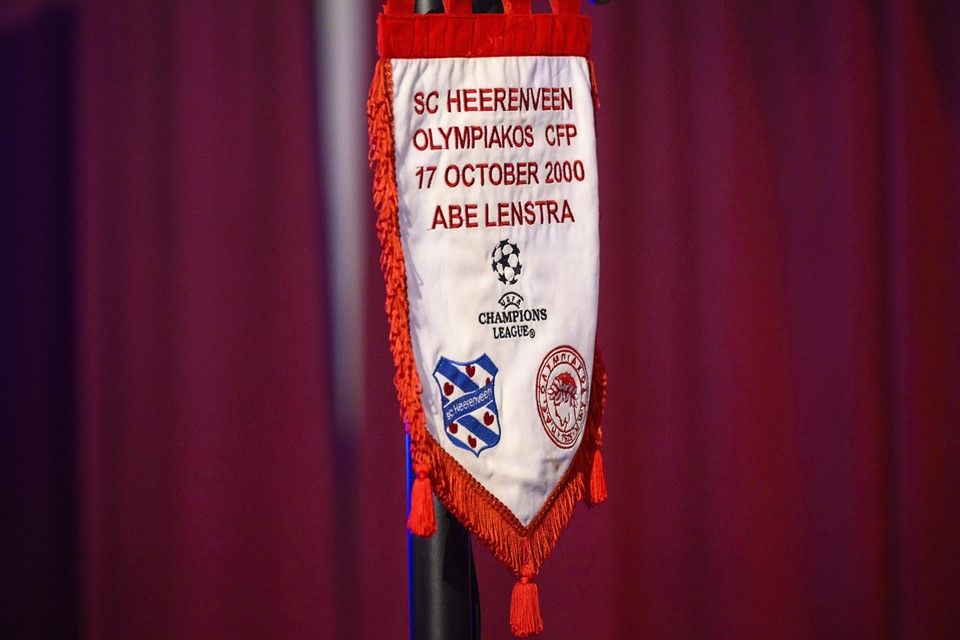 SC HEERENVEEN
OLYMPIAKOS CFP
17 OCTOBER 2000
ABE LENSTRA
UEFA
CHAMPIONS
LEAGUE®
sc Heerenveen